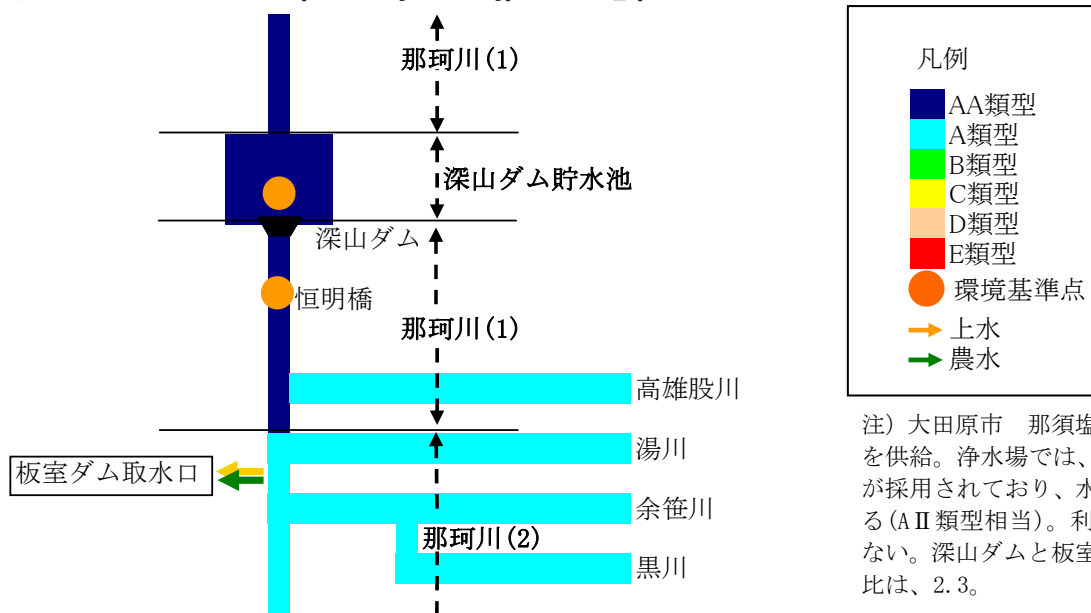 那珂川(1)
深山ダム貯水池
深山ダム
恒明橋
那珂川(1)
高雄股川
湯川
板室ダム取水口
余笹川
那珂川(2)
黒川
凡例
AA類型
A類型
B類型
C類型
D類型
E類型
環境基準点
上水
農水
注) 大田原市　那須塩
を供給。浄水場では、
が採用されており、水
る(AⅡ類型相当)。利
ない。深山ダムと板室
比は、2.3。